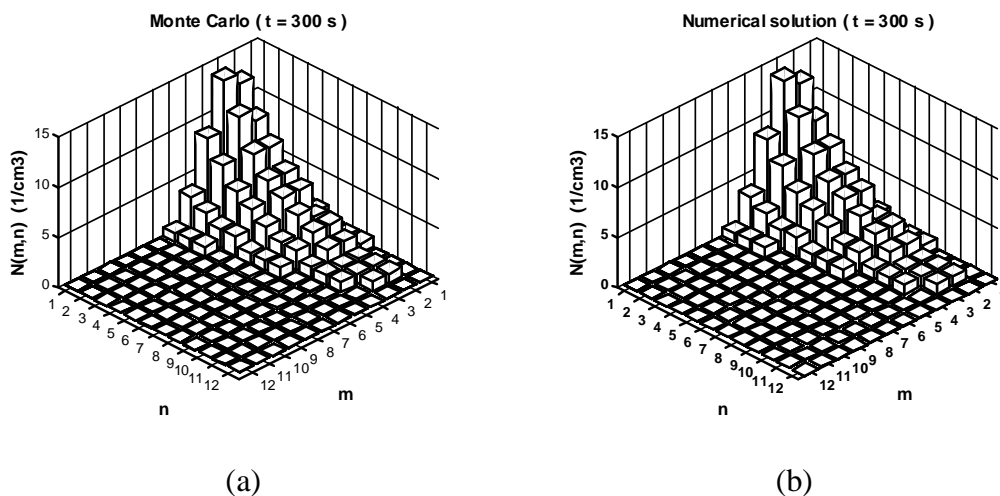 Monte Carlo ( t = 300 s )
N(m,n) (1/cm3)
15
10
5
0
1 2 3 4 5 6 7 8 9 10 11 12
n
12 11 10 9 8 7 6 5 4 3 2 1
m
(a)
Numerical solution ( t = 300 s )
N(m,n) (1/cm3)
15
10
5
0
1 2 3 4 5 6 7 8 9 10 11 12
n
12 11 10 9 8 7 6 5 4 3 2 1
m
(b)